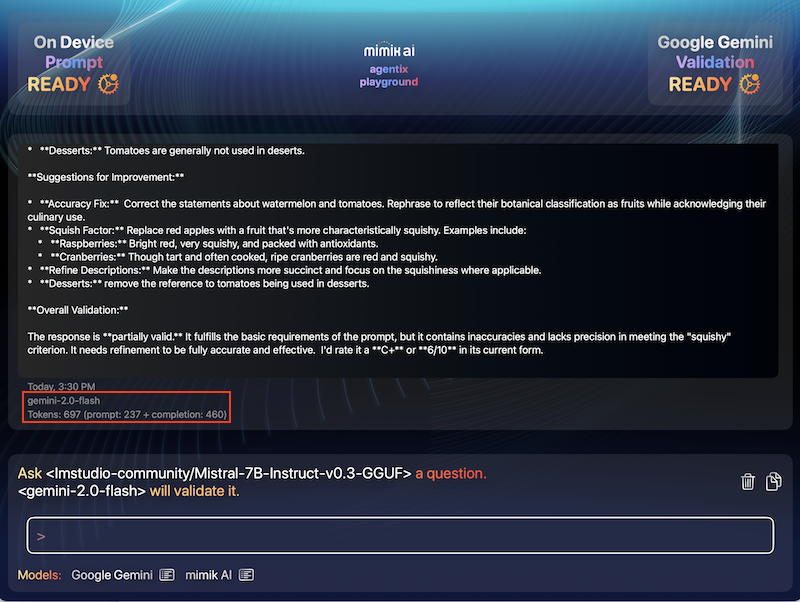 On Device
Prompt
READY
mimik ai
agentix
playground
Google Gemini
Validation
READY
* **Desserts:** Tomatoes are generally not used in deserts.
**Suggestions for Improvement:**
* **Accuracy Fix:** Correct the statements about watermelon and tomatoes. Rephrase to reflect their botanical classification as fruits while acknowledging their
culinary use.
* **Squish Factor:** Replace red apples with a fruit that's more characteristically squishy. Examples include:
* **Raspberries:** Bright red, very squishy, and packed with antioxidants.
* **Cranberries:** Though tart and often cooked, ripe cranberries are red and squishy.
* **Refine Descriptions:** Make the descriptions more succinct and focus on the squishiness where applicable.
* **Desserts:** remove the reference to tomatoes being used in desserts.
**Overall Validation:**
The response is **partially valid.** It fulfills the basic requirements of the prompt, but it contains inaccuracies and lacks precision in meeting the "squishy"
criterion. It needs refinement to be fully accurate and effective. I'd rate it a **C+** or **6/10** in its current form.
Today, 3:30 PM
gemini-2.0-flash
Tokens: 697 (prompt: 237 + completion: 460)
Ask <lmstudio-community/Mistral-7B-Instruct-v0.3-GGUF> a question.
<gemini-2.0-flash> will validate it.
>
Models: Google Gemini mimik AI